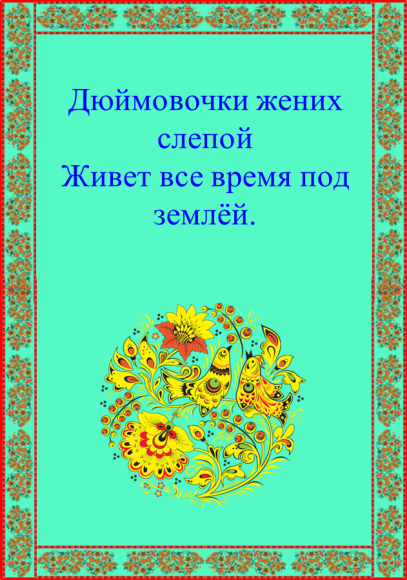 Дюймовочки жених
слепой
Живет все время под
землёй.